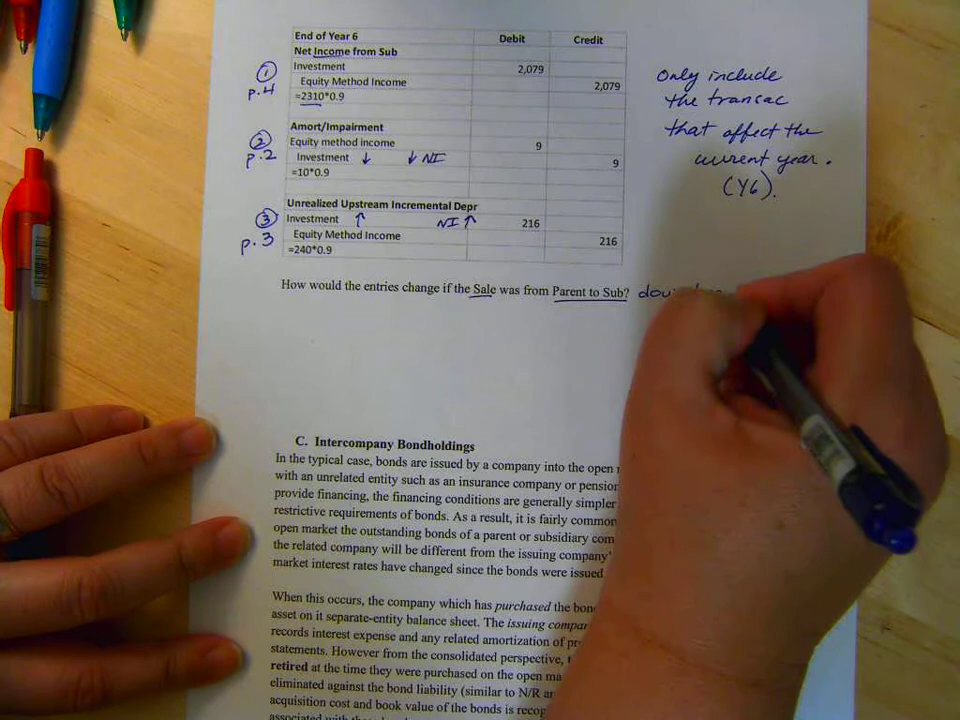 End of Year 6 Debit Credit
Net Income from Sub
Investment 2,079
Equity Method Income 2,079
=2310*0.9
① p.4
Amort/Impairment
Equity method income 9
Investment ↓ ↓ NI 9
=10*0.9
② p.2
Unrealized Upstream Incremental Depr
Investment ↑ NI ↑ 216
Equity Method Income 216
=240*0.9
③ p.3
Only include
the transac
that affect the
current year.
(Y6).
How would the entries change if the Sale was from Parent to Sub?
C. Intercompany Bondholdings
In the typical case, bonds are issued by a company into the open
with an unrelated entity such as an insurance company or
provide financing, the financing conditions are generally simpler
restrictive requirements of bonds. As a result, it is fairly common
open market the outstanding bonds of a parent or subsidiary
the related company will be different from the issuing
market interest rates have changed since the bonds were issued
When this occurs, the company which has purchased the
asset on it separate-entity balance sheet. The issuing
records interest expense and any related amortization of
statements. However from the consolidated perspective,
retired at the time they were purchased on the open
eliminated against the bond liability (similar to N/R
acquisition cost and book value of the bonds is
associated with